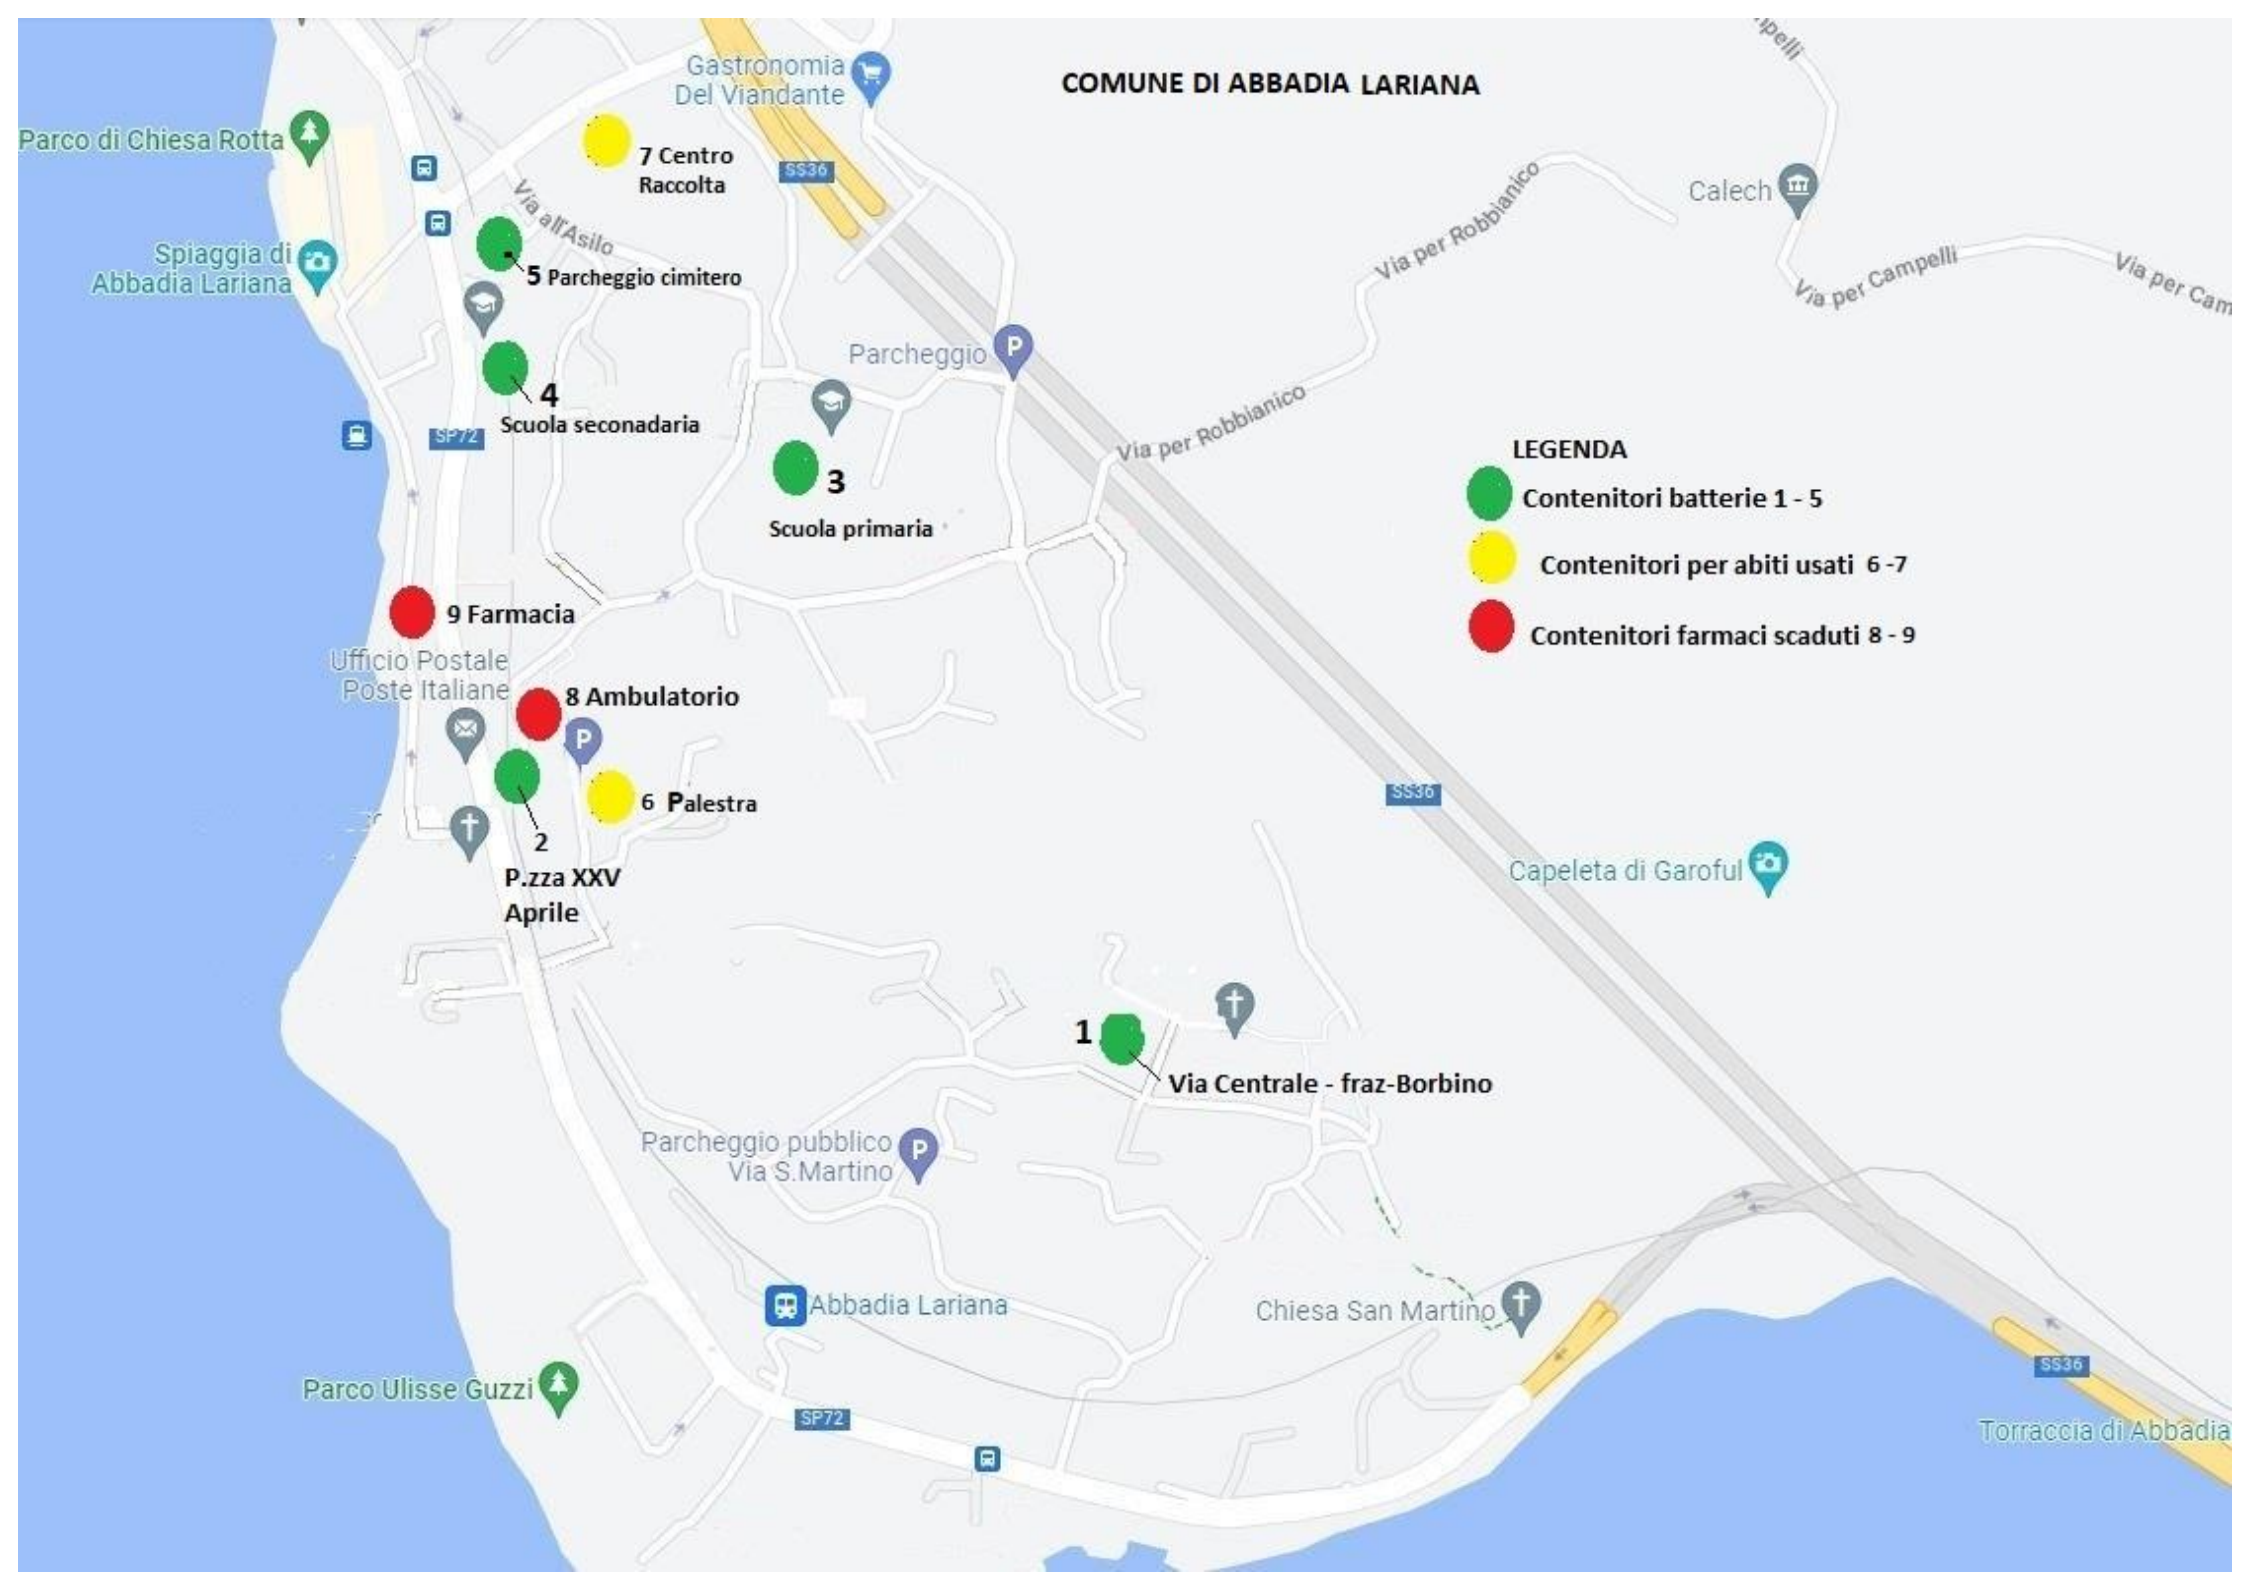 mpelli
Gastronomia
Del Viandante
COMUNE DI ABBADIA LARIANA
Parco di Chiesa Rotta
7 Centro
Raccolta
SS36
Via all'Asilo
Via per Robbianico
Calech
Spiaggia di
Abbadia Lariana
5 Parcheggio cimitero
Via per Campelli
Via per Cam
Parcheggio
P
4
Scuola seconadaria
SP72
Via per Robbianico
3
Scuola primaria
LEGENDA
Contenitori batterie 1 - 5
Contenitori per abiti usati 6 -7
Contenitori farmaci scaduti 8 - 9
9 Farmacia
Ufficio Postale
Poste Italiane
8 Ambulatorio
P
6 Palestra
2
P.zza XXV
Aprile
SS36
Capeleta di Garoful
1
Via Centrale - fraz-Borbino
Parcheggio pubblico
Via S.Martino
P
Abbadia Lariana
Chiesa San Martino
Parco Ulisse Guzzi
SP72
SS36
Torraccia di Abbadia